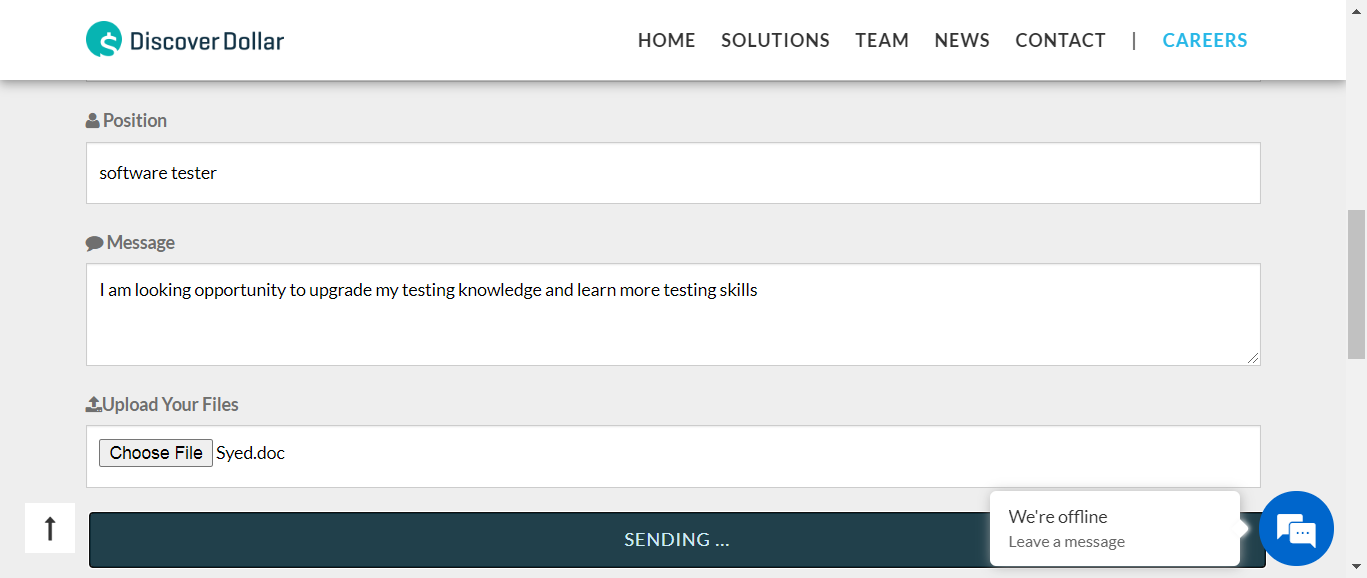 Discover Dollar
HOME SOLUTIONS TEAM NEWS CONTACT | CAREERS
Position
software tester
Message
I am looking opportunity to upgrade my testing knowledge and learn more testing skills
Upload Your Files
Choose File Syed.doc
SENDING ...
We're offline
Leave a message